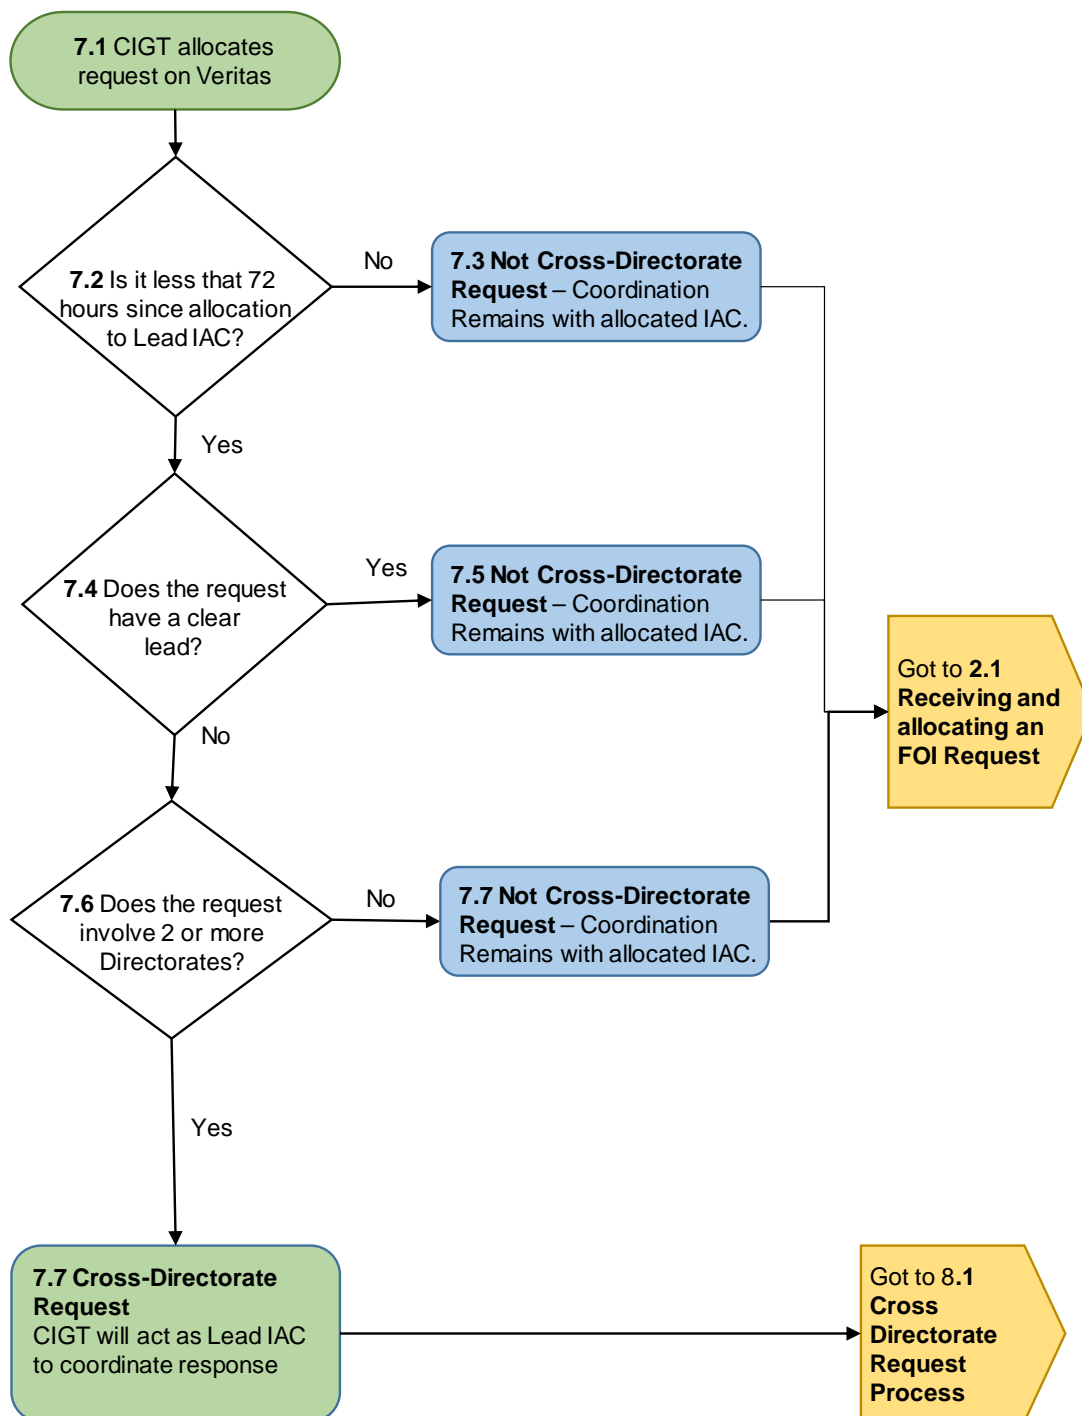 7.1 CIGT allocates
request on Veritas
7.2 Is it less that 72
hours since allocation
to Lead IAC?
No
7.3 Not Cross-Directorate
Request – Coordination
Remains with allocated IAC.
Yes
7.4 Does the request
have a clear
lead?
Yes
7.5 Not Cross-Directorate
Request – Coordination
Remains with allocated IAC.
Got to 2.1
Receiving and
allocating an
FOI Request
No
7.6 Does the request
involve 2 or more
Directorates?
No
7.7 Not Cross-Directorate
Request – Coordination
Remains with allocated IAC.
Yes
7.7 Cross-Directorate
Request
CIGT will act as Lead IAC
to coordinate response
Got to 8.1
Cross
Directorate
Request
Process